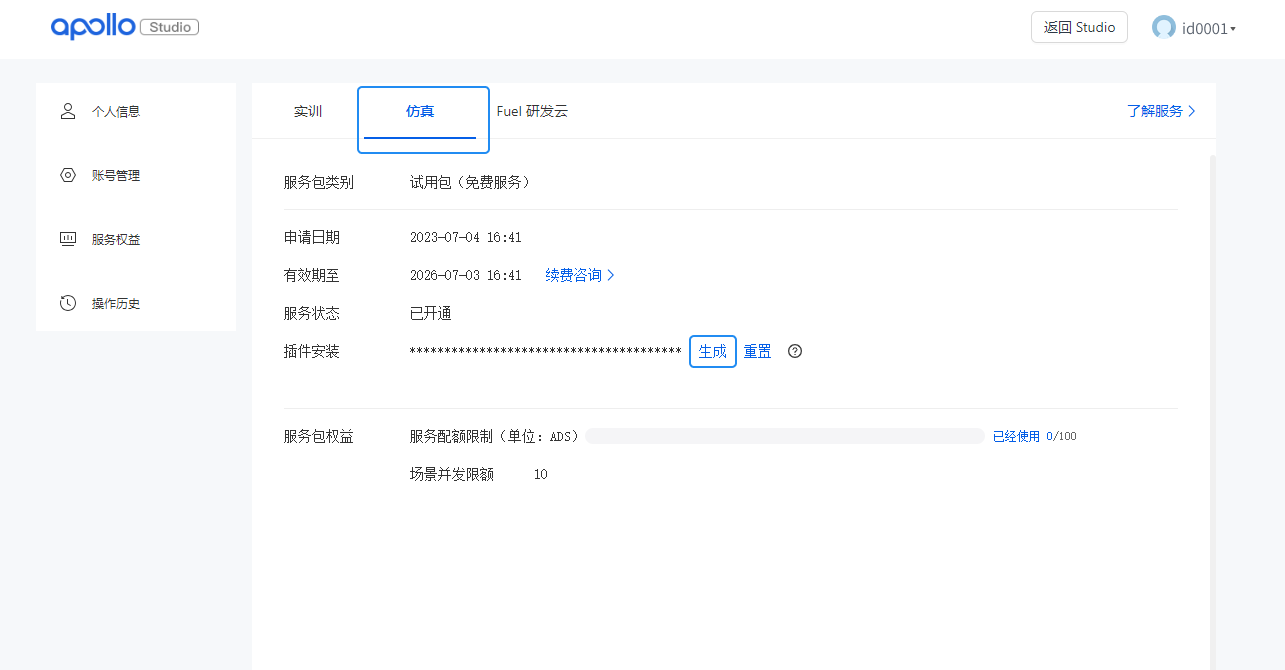 apollo Studio
返回 Studio
id0001
个人信息
账号管理
服务权益
操作历史
实训 仿真 Fuel 研发云 了解服务
服务包类别 试用包（免费服务）
申请日期 2023-07-04 16:41
有效期至 2026-07-03 16:41 续费咨询
服务状态 已开通
插件安装 *************************************** 生成 重置
服务包权益 服务配额限制（单位：ADS） 已经使用 0/100
场景并发限额 10